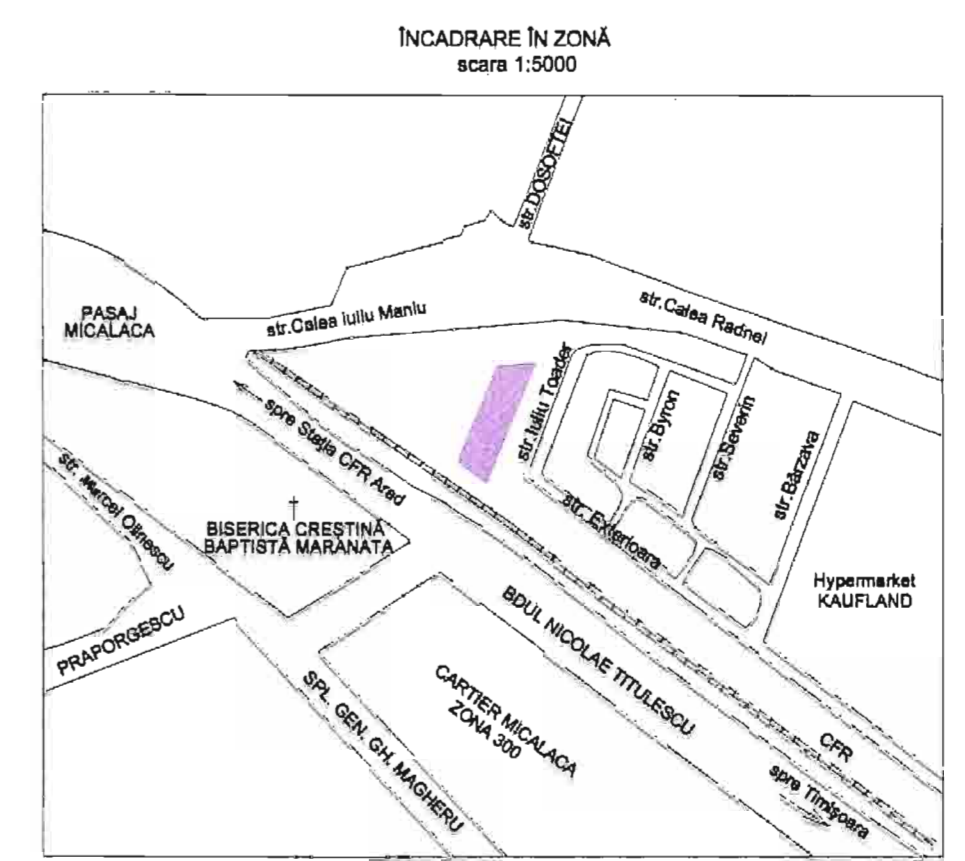 ÎNCADRARE ÎN ZONĂ
scara 1:5000
str.DOSOFTEI
PASAJ
MICALACA
str.Calea Iuliu Maniu
str.Calea Radnei
str.Iuliu Toader
str.Byron
str.Severin
str.Bârzava
spre Stația CFR Arad
str. Marcel Olinescu
BISERICA CREȘTINĂ
BAPTISTĂ MARANATA
str. Exterioara
Hypermarket
KAUFLAND
PRAPORGESCU
BDUL NICOLAE TITULESCU
SPL. GEN. GH. MAGHERU
CARTIER MICALACA
ZONA 300
CFR
spre Timișoara